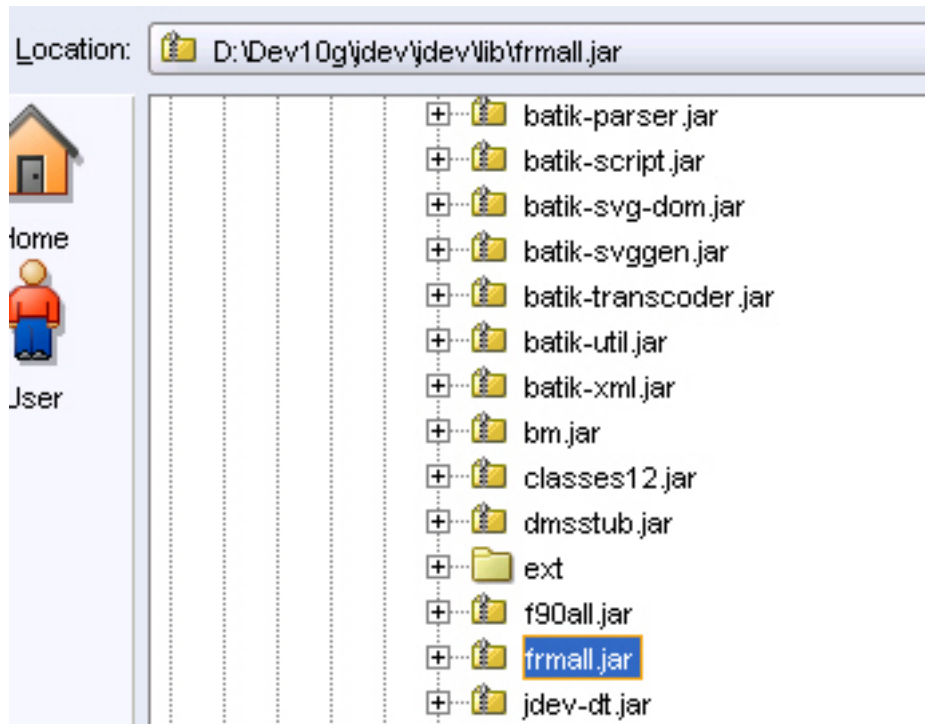 Location: D:\Dev10g\jdev\jdev\lib\frmall.jar
batik-parser.jar
batik-script.jar
batik-svg-dom.jar
Home
batik-svggen.jar
batik-transcoder.jar
batik-util.jar
batik-xml.jar
User
bm.jar
classes12.jar
dmsstub.jar
ext
f90all.jar
frmall.jar
jdev-dt.jar